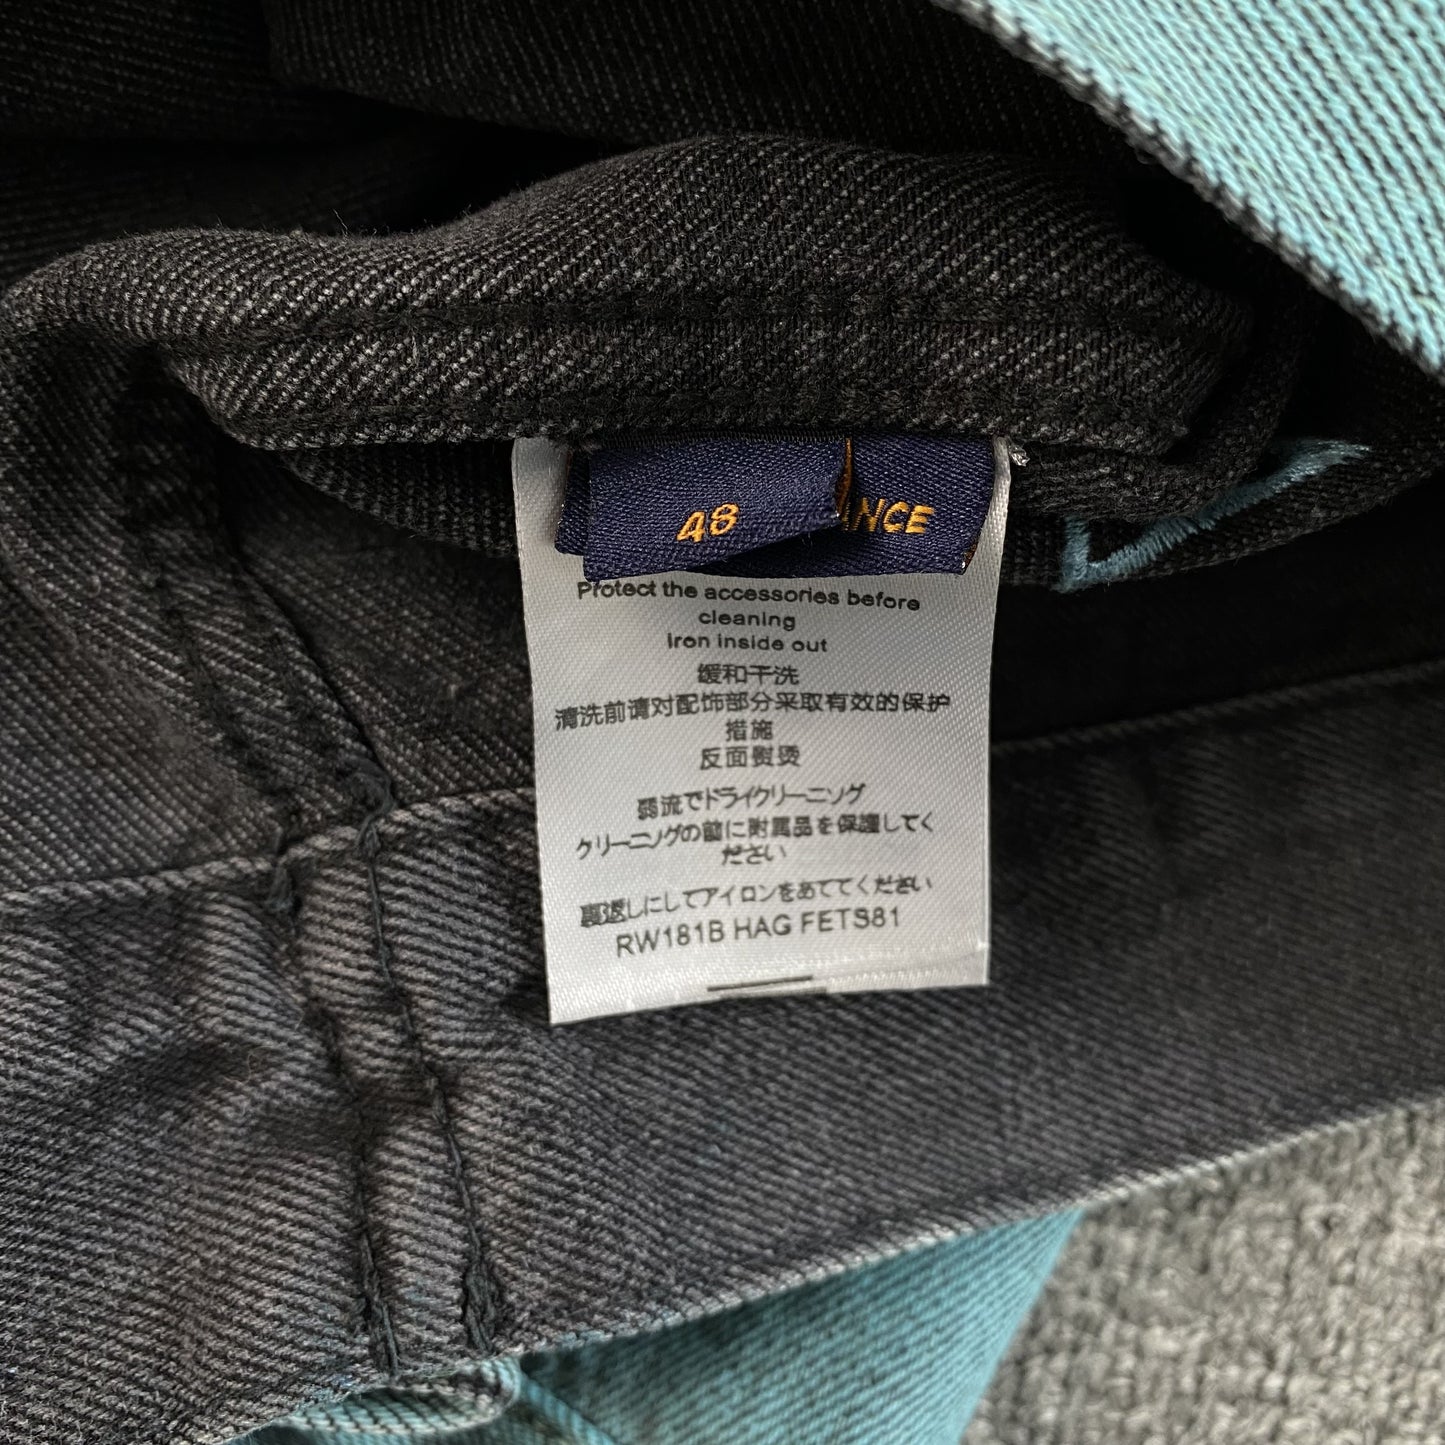 48
ANCE
Protect the accessories before
cleaning
Iron inside out
缓和干洗
清洗前请对配饰部分采取有效的保护
措施
反面熨烫
弱流でドライクリーニング
クリーニングの前に附属品を保護してく
ださい
裏返しにしてアイロンをあててください
RW181B HAG FETS81